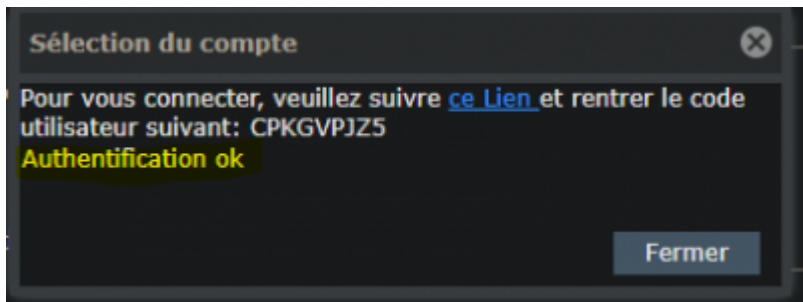 Sélection du compte
Pour vous connecter, veuillez suivre ce Lien et rentrer le code
utilisateur suivant: CPKGVPJZ5
Authentification ok
Fermer